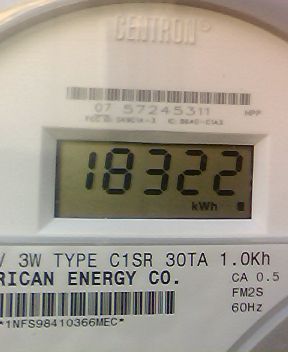 CENTRON®
07 57245311 MPP
18322
kWh
V 3W TYPE C1SR 30TA 1.0Kh
RICAN ENERGY CO. CA 0.5
FM2S
60Hz
*1NFS98410366MEC*